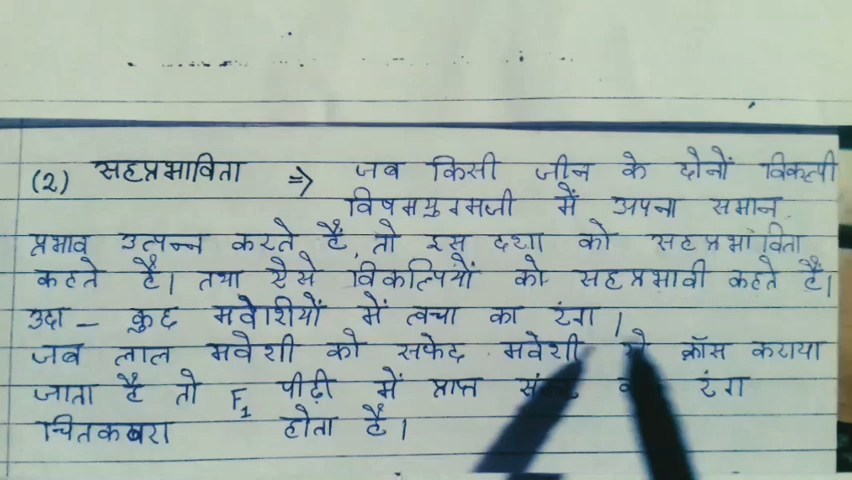 (2) सहप्रभाविता ⇒ जब किसी जीन के दोनों विकल्पी
विषमयुग्मजी में अपना समान
प्रभाव उत्पन्न करते हैं, तो इस दशा को सहप्रभाविता
कहते हैं। तथा ऐसे विकल्पियों को सहप्रभावी कहते हैं।
उदा – कुछ मवेशीयों में त्वचा का रंग।
जब लाल मवेशी को सफेद मवेशी से क्रॉस कराया
जाता है तो F1 पीढ़ी में प्राप्त रंग
चितकबरा होता है।